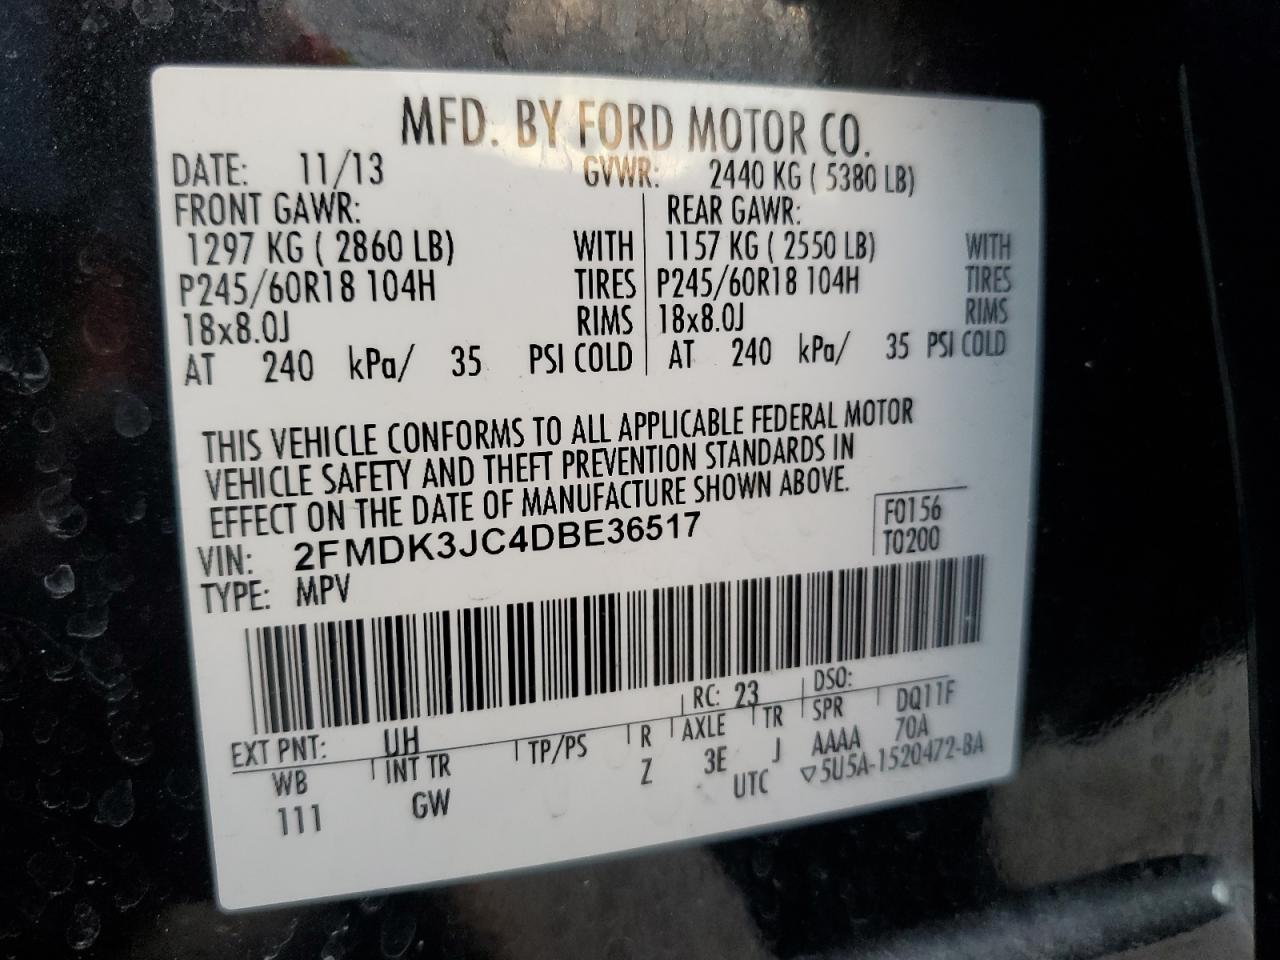 MFD. BY FORD MOTOR CO.
DATE: 11/13 GVWR: 2440 KG ( 5380 LB)
FRONT GAWR: REAR GAWR:
1297 KG ( 2860 LB) WITH 1157 KG ( 2550 LB) WITH
P245/60R18 104H TIRES P245/60R18 104H TIRES
18x8.0J RIMS 18x8.0J RIMS
AT 240 kPa/ 35 PSI COLD AT 240 kPa/ 35 PSI COLD
THIS VEHICLE CONFORMS TO ALL APPLICABLE FEDERAL MOTOR
VEHICLE SAFETY AND THEFT PREVENTION STANDARDS IN
EFFECT ON THE DATE OF MANUFACTURE SHOWN ABOVE.
VIN: 2FMDK3JC4DBE36517 F0156
TYPE: MPV T0200
EXT PNT: UH RC: 23 DSO:
WB INT TR TP/PS R AXLE TR SPR DQ11F
111 GW Z 3E J AAAA 70A
UTC ▽5U5A-1520472-BA